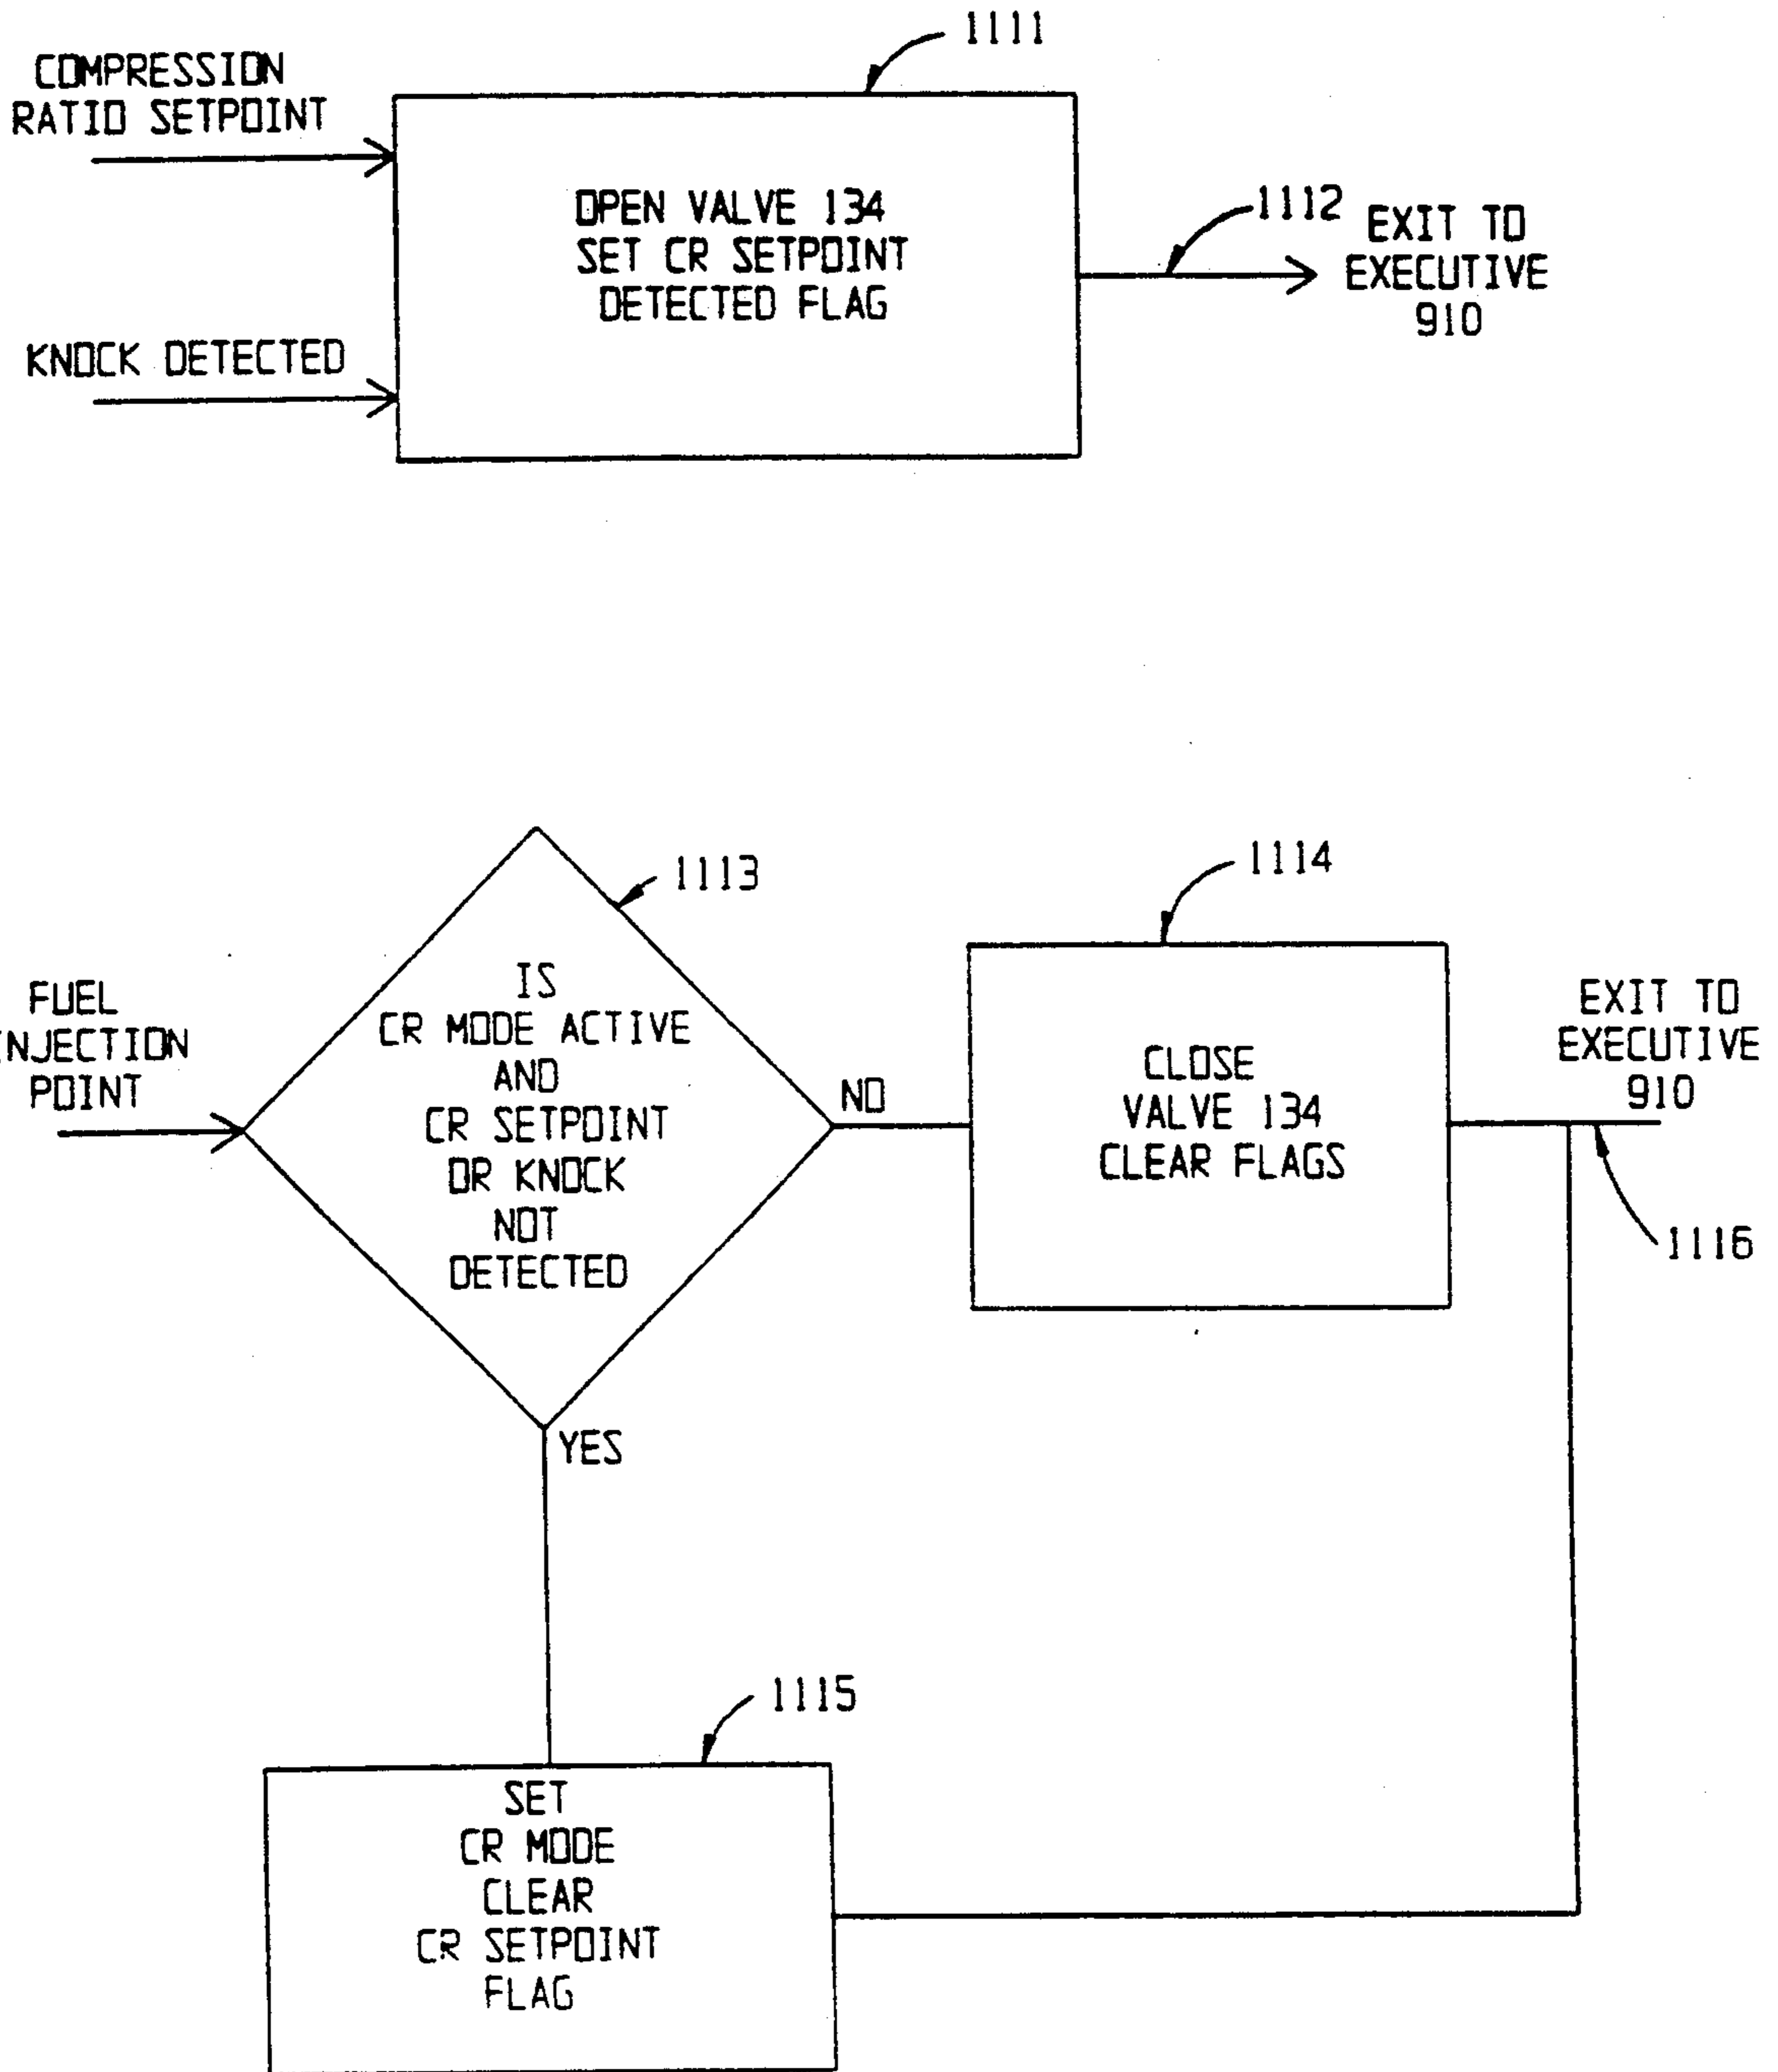 1111
COMPRESSION
RATIO SETPOINT
OPEN VALVE 134
SET CR SETPOINT
DETECTED FLAG
1112
EXIT TO
EXECUTIVE
910
KNOCK DETECTED
1113
1114
FUEL
INJECTION
POINT
IS
CR MODE ACTIVE
AND
CR SETPOINT
OR KNOCK
NOT
DETECTED
NO
CLOSE
VALVE 134
CLEAR FLAGS
EXIT TO
EXECUTIVE
910
1116
YES
1115
SET
CR MODE
CLEAR
CR SETPOINT
FLAG